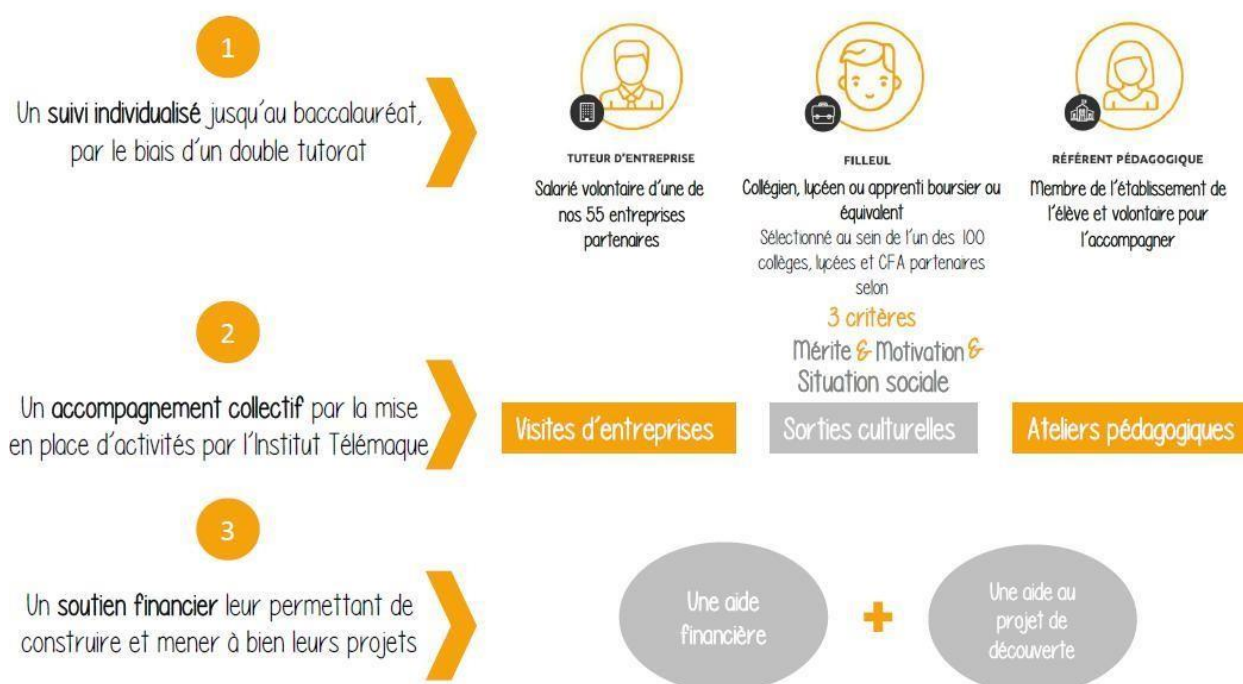 1
Un suivi individualisé jusqu'au baccalauréat,
par le biais d'un double tutorat
TUTEUR D'ENTREPRISE
Salarié volontaire d'une de
nos 55 entreprises
partenaires
FILLEUL
Collégien, lycéen ou apprenti boursier ou
équivalent
Sélectionné au sein de l'un des 100
collèges, lycées et CFA partenaires
selon
3 critères
Mérite & Motivation &
Situation sociale
RÉFÉRENT PÉDAGOGIQUE
Membre de l'établissement de
l'élève et volontaire pour
l'accompagner
2
Un accompagnement collectif par la mise
en place d'activités par l'Institut Télémaque
Visites d'entreprises
Sorties culturelles
Ateliers pédagogiques
3
Un soutien financier leur permettant de
construire et mener à bien leurs projets
Une aide
financière
+
Une aide au
projet de
découverte